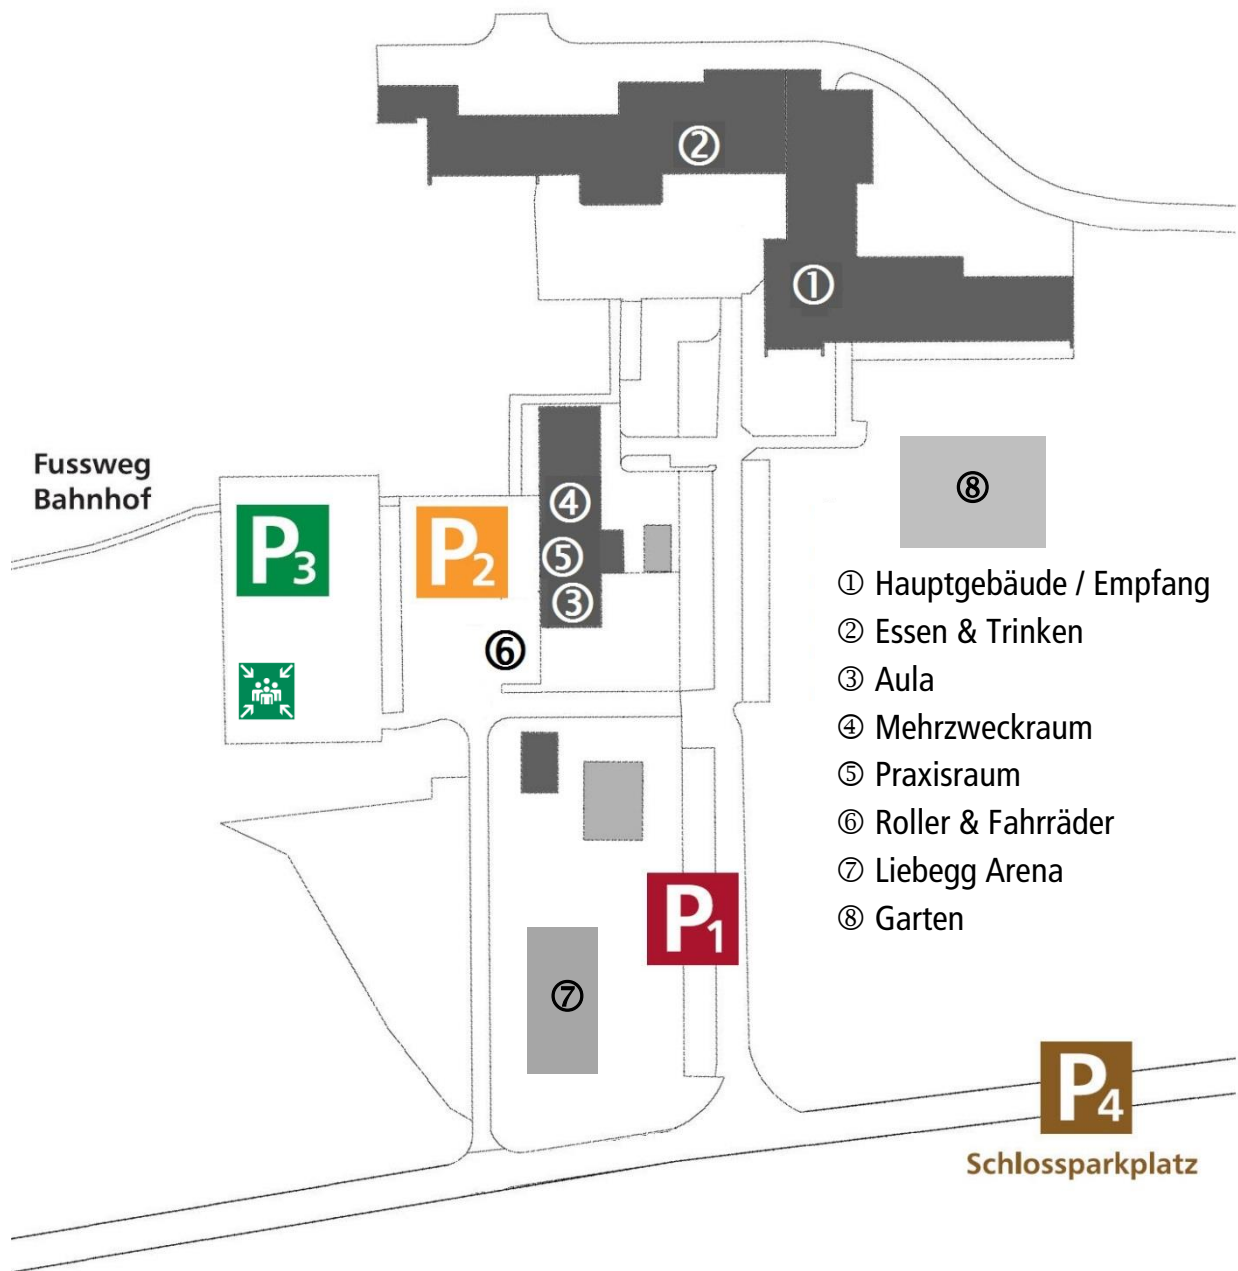 ②
①
Fussweg
Bahnhof
⑧
P3
P2
④
⑤
③
⑥
① Hauptgebäude / Empfang
② Essen & Trinken
③ Aula
④ Mehrzweckraum
⑤ Praxisraum
⑥ Roller & Fahrräder
⑦ Liebegg Arena
⑧ Garten
P1
⑦
P4
Schlossparkplatz